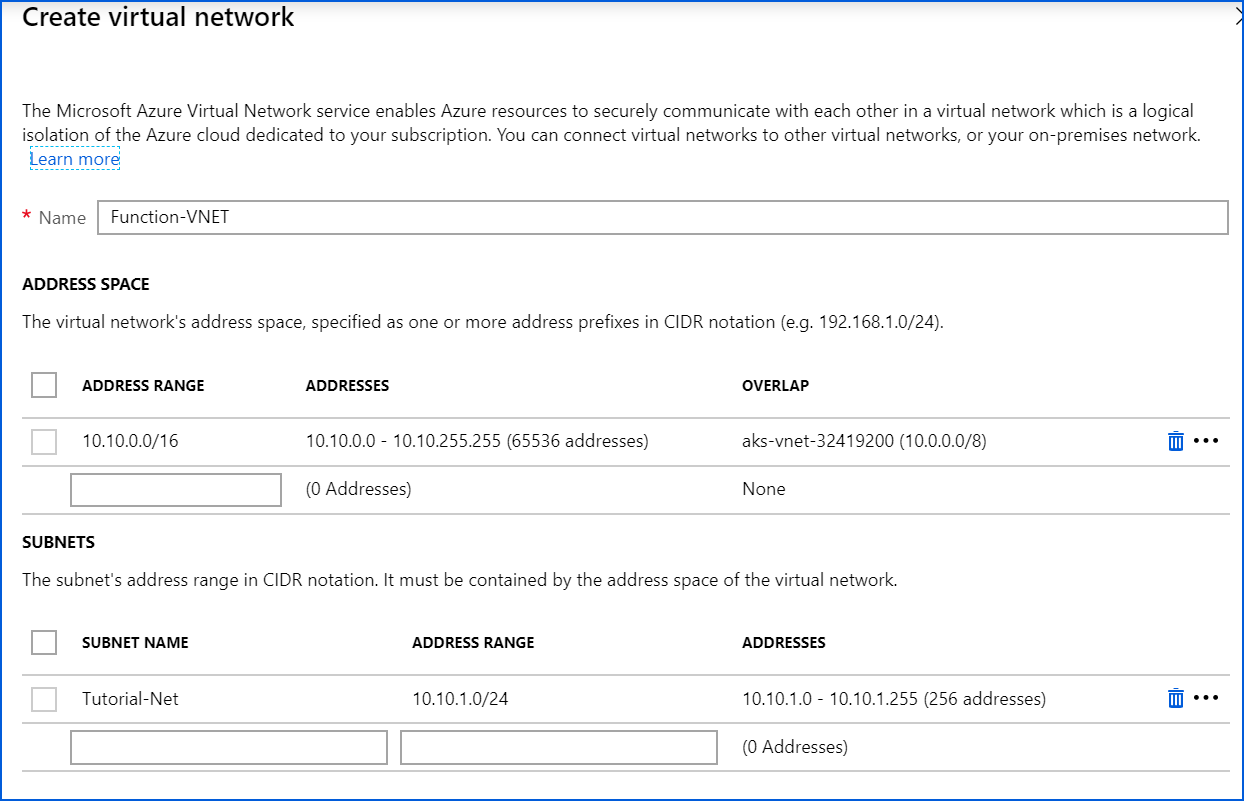 Create virtual network
The Microsoft Azure Virtual Network service enables Azure resources to securely communicate with each other in a virtual network which is a logical
isolation of the Azure cloud dedicated to your subscription. You can connect virtual networks to other virtual networks, or your on-premises network.
Learn more
* Name Function-VNET
ADDRESS SPACE
The virtual network's address space, specified as one or more address prefixes in CIDR notation (e.g. 192.168.1.0/24).
ADDRESS RANGE ADDRESSES OVERLAP
10.10.0.0/16 10.10.0.0 - 10.10.255.255 (65536 addresses) aks-vnet-32419200 (10.0.0.0/8)
(0 Addresses) None
SUBNETS
The subnet's address range in CIDR notation. It must be contained by the address space of the virtual network.
SUBNET NAME ADDRESS RANGE ADDRESSES
Tutorial-Net 10.10.1.0/24 10.10.1.0 - 10.10.1.255 (256 addresses)
(0 Addresses)